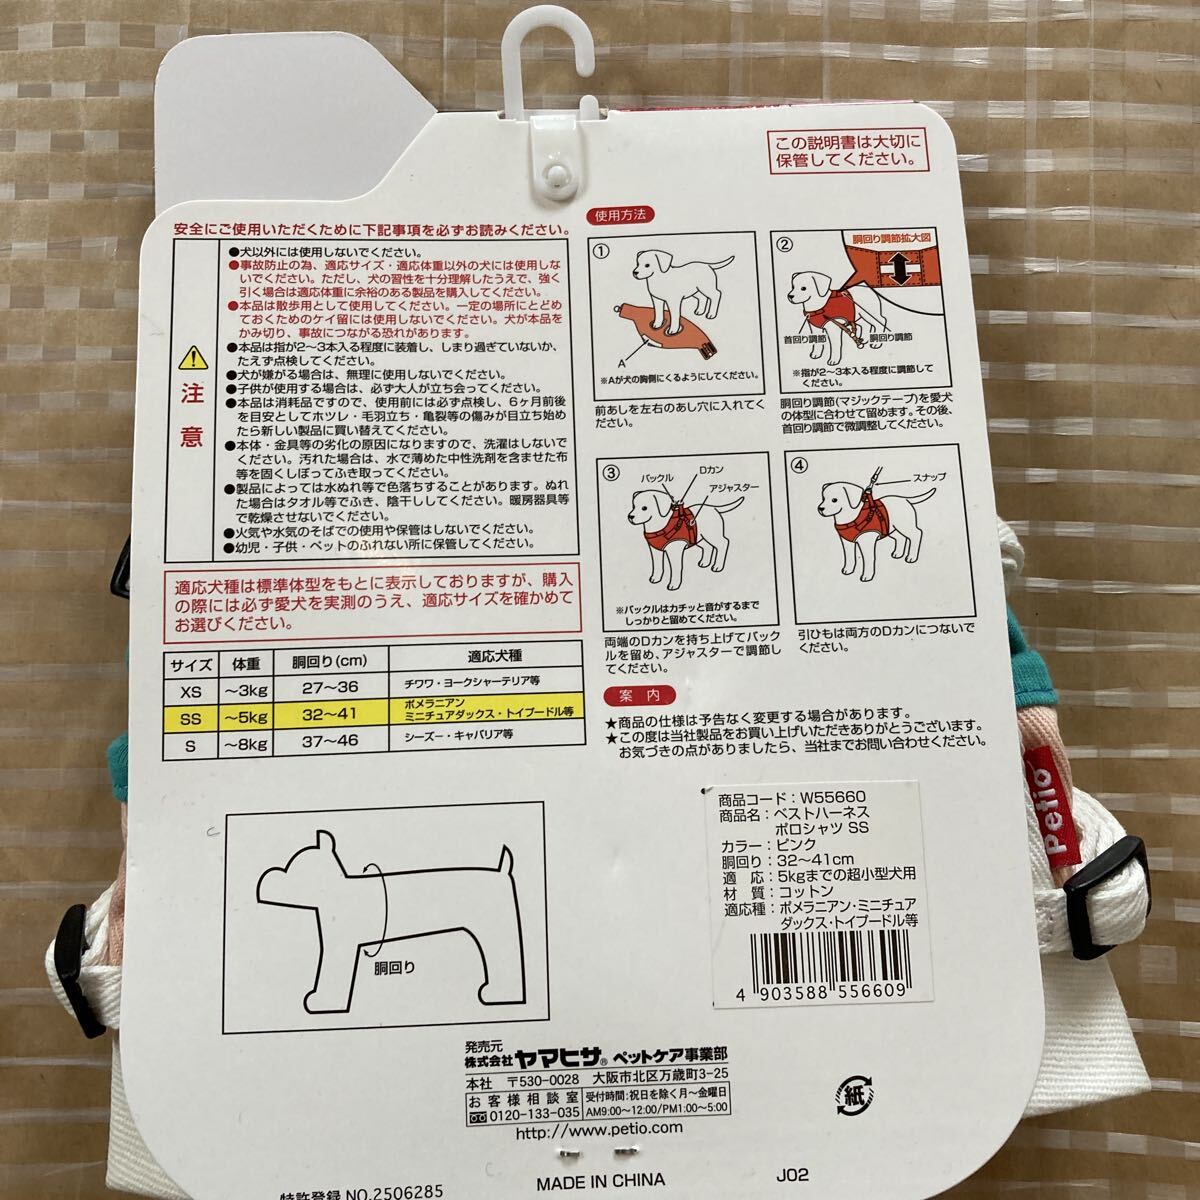 この説明書は大切に
保管してください。
安全にご使用いただくために下記事項を必ずお読みください。
注意
●犬以外には使用しないでください。
●事故防止の為、適応サイズ・適応体重以外の犬には使用しな
いでください。ただし、犬の習性を十分理解したうえで、強く
引く場合は適応体重に余裕のある製品を購入してください。
●本品は散歩用として使用してください。一定の場所にとどめ
ておくためのケイ留には使用しないでください。犬が本品を
かみ切り、事故につながる恐れがあります。
●本品は指が2〜3本入る程度に装着し、しまり過ぎていないか、
たえず点検してください。
●犬が嫌がる場合は、無理に使用しないでください。
●子供が使用する場合は、必ず大人が立ち会ってください。
●本品は消耗品ですので、使用前には必ず点検し、6ヶ月前後
を目安としてホツレ・毛羽立ち・亀裂等の傷みが目立ち始め
たら新しい製品に買い替えてください。
●本体・金具等の劣化の原因になりますので、洗濯はしないで
ください。汚れた場合は、水で薄めた中性洗剤を含ませた布
等を固くしぼってふき取ってください。
●製品によっては水ぬれ等で色落ちすることがあります。ぬれ
た場合はタオル等でふき、陰干ししてください。暖房器具等
で乾燥させないでください。
●火気や水気のそばでの使用や保管はしないでください。
●幼児・子供・ペットのふれない所に保管してください。
適応犬種は標準体型をもとに表示しておりますが、購入
の際には必ず愛犬を実測のうえ、適応サイズを確かめて
お選びください。
サイズ 体重 胴回り(cm) 適応犬種
XS 〜3kg 27〜36 チワワ・ヨークシャーテリア等
SS 〜5kg 32〜41 ポメラニアン
ミニチュアダックス・トイプードル等
S 〜8kg 37〜46 シーズー・キャバリア等
胴回り
使用方法
①
A
※Aが犬の胸側にくるようにしてください。
前あしを左右のあし穴に入れてく
ださい。
②
胴回り調節拡大図
首回り調節
胴回り調節
※指が2〜3本入る程度に調節して
ください。
胴回り調節(マジックテープ)を愛犬
の体型に合わせて留めます。その後、
首回り調節で微調整してください。
③
バックル
Dカン
アジャスター
※バックルはカチッと音がするまで
しっかりと留めてください。
両端のDカンを持ち上げてバック
ルを留め、アジャスターで調節し
てください。
④
スナップ
引ひもは両方のDカンにつないで
ください。
案内
★商品の仕様は予告なく変更する場合があります。
★この度は当社製品をお買い上げいただきありがとうございます。
お気づきの点がありましたら、当社までお問い合わせください。
商品コード：W55660
商品名：ベストハーネス
ポロシャツ SS
カラー：ピンク
胴回り：32〜41cm
適　応：5kgまでの超小型犬用
材　質：コットン
適応種：ポメラニアン・ミニチュア
ダックス・トイプードル等
4 903588 556609
Petio
発売元
株式会社 ヤマヒサ® ペットケア事業部
本社 〒530-0028 大阪市北区万歳町3-25
お客様相談室 受付時間：祝日を除く月〜金曜日
0120-133-035 AM9:00〜12:00/PM1:00〜5:00
http://www.petio.com
紙
MADE IN CHINA
J02
特許登録 NO.2506285